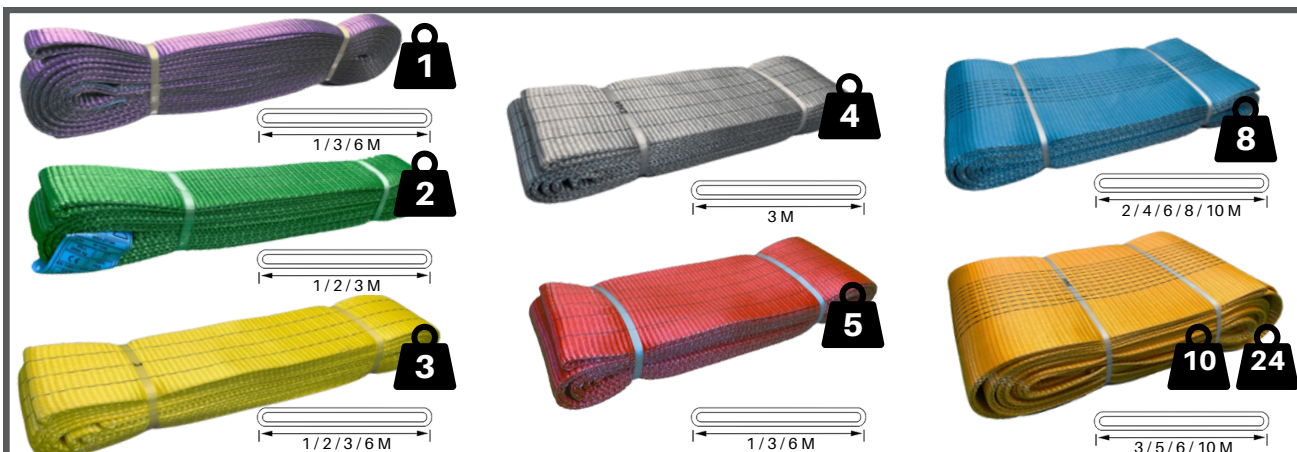 1
1 / 3 / 6 M
2
1 / 2 / 3 M
3
1 / 2 / 3 / 6 M
4
3 M
5
1 / 3 / 6 M
8
2 / 4 / 6 / 8 / 10 M
10 24
3 / 5 / 6 / 10 M